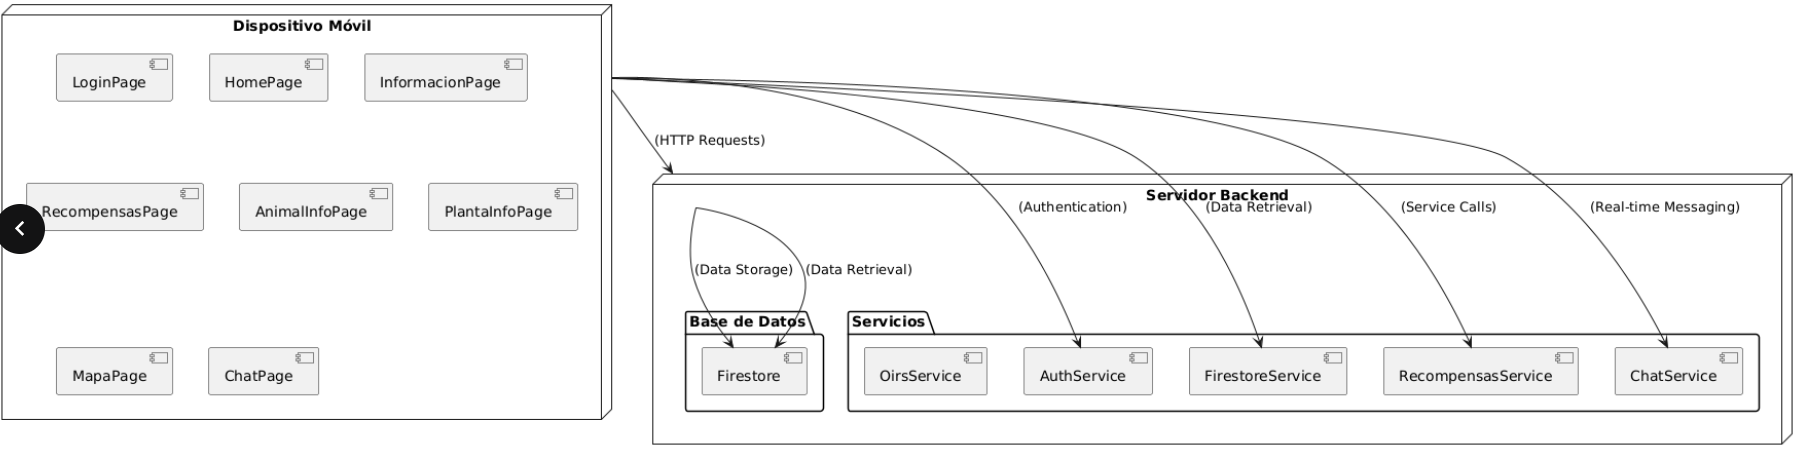 Dispositivo Móvil
LoginPage
HomePage
InformacionPage
RecompensasPage
AnimalInfoPage
PlantaInfoPage
MapaPage
ChatPage
(HTTP Requests)
Servidor Backend
(Authentication)
(Data Retrieval)
(Service Calls)
(Real-time Messaging)
(Data Storage)
(Data Retrieval)
Base de Datos
Firestore
Servicios
OirsService
AuthService
FirestoreService
RecompensasService
ChatService